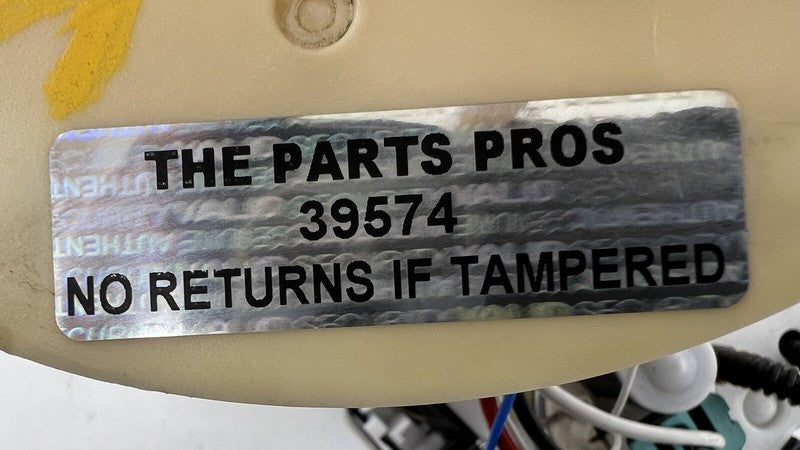 THE PARTS PROS
39574
NO RETURNS IF TAMPERED